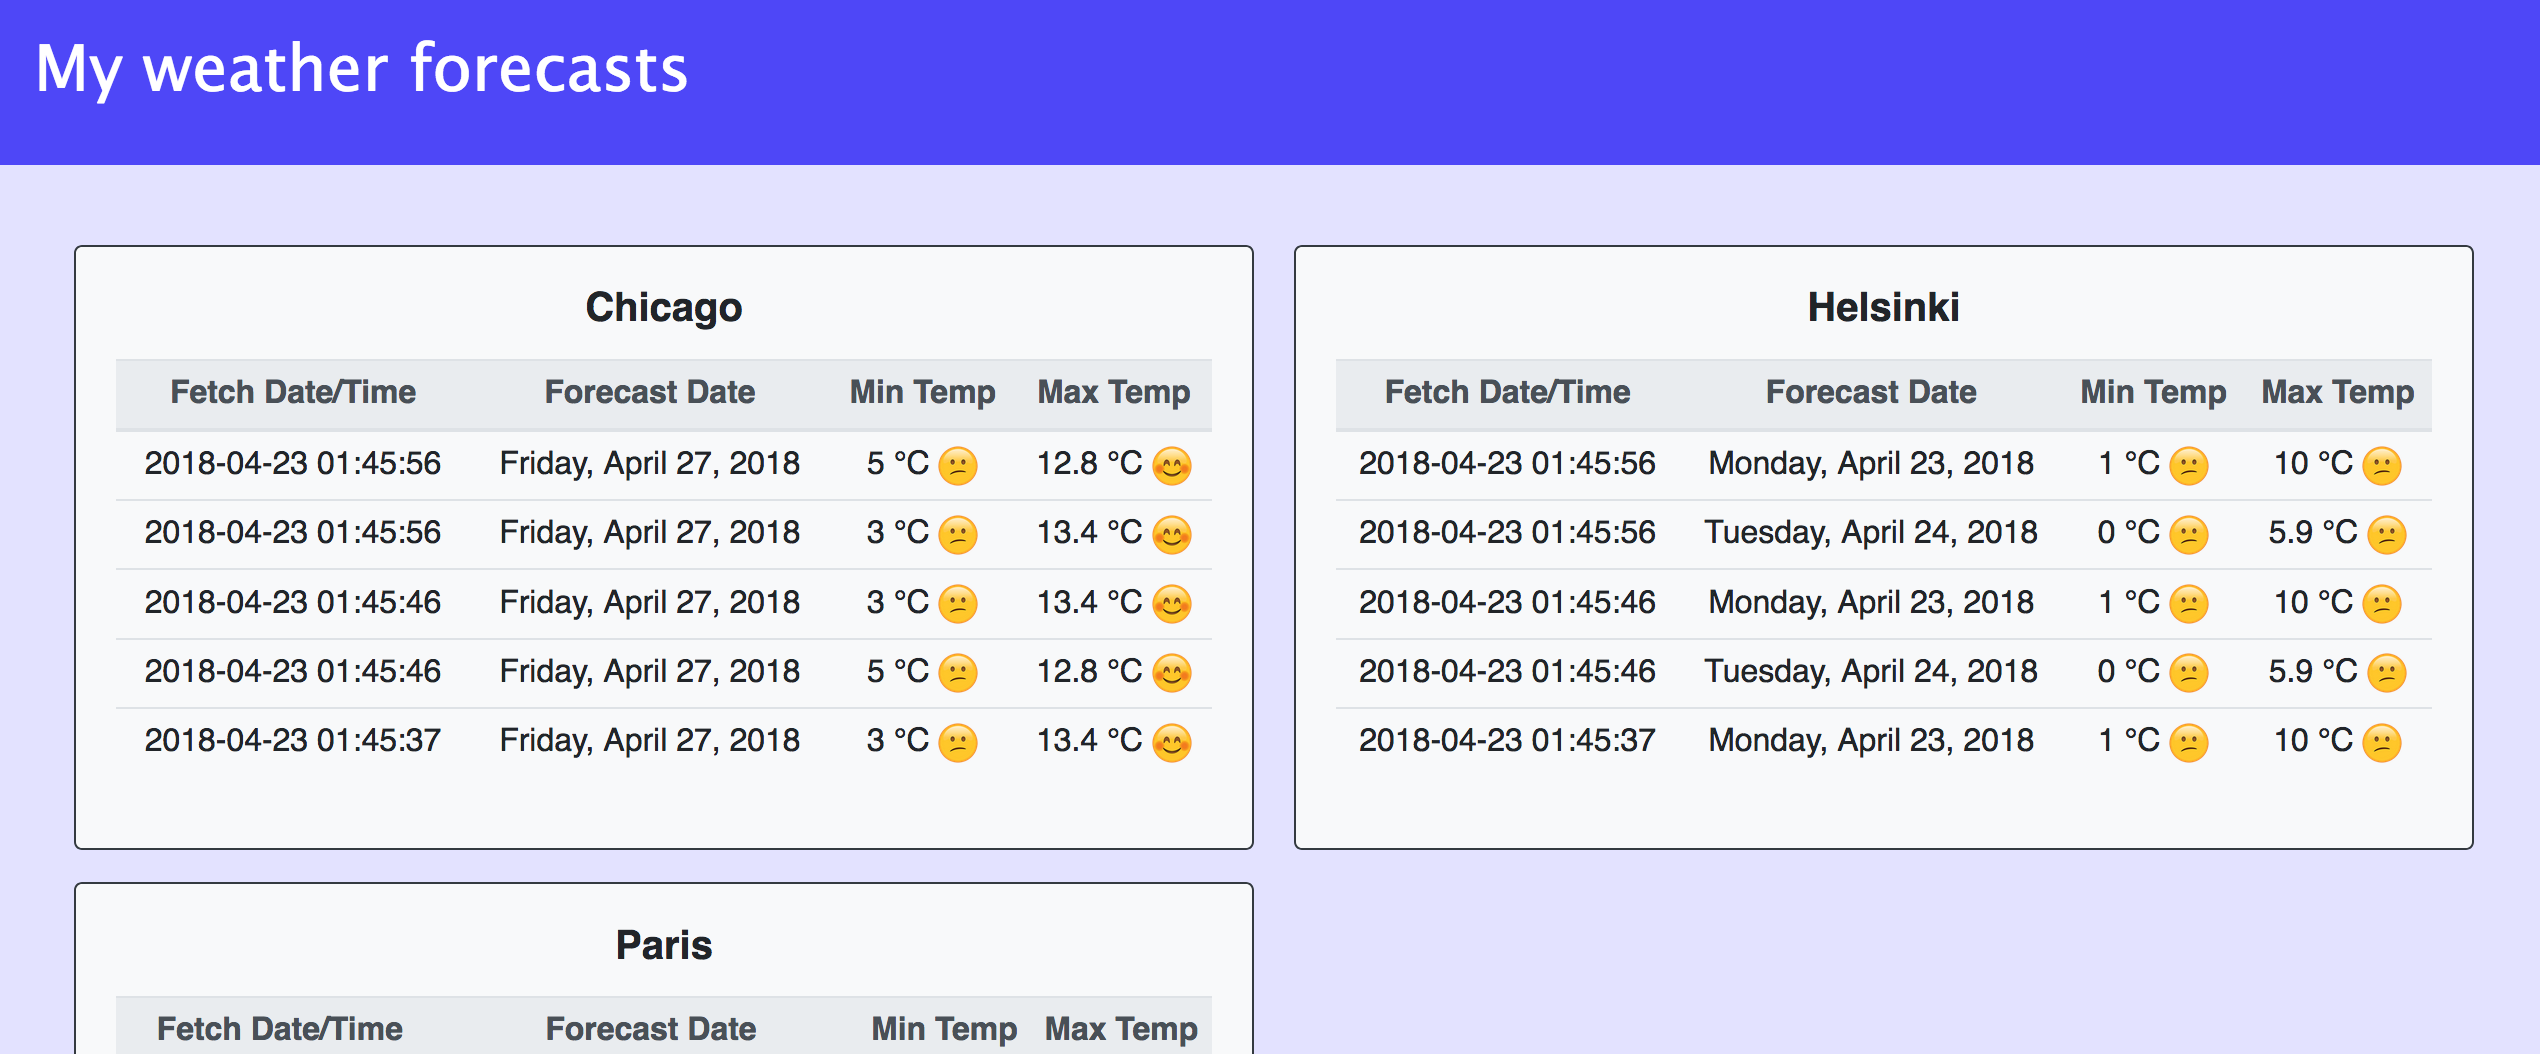 My weather forecasts
Chicago
Fetch Date/Time Forecast Date Min Temp Max Temp
2018-04-23 01:45:56 Friday, April 27, 2018 5 °C 😕 12.8 °C 😊
2018-04-23 01:45:56 Friday, April 27, 2018 3 °C 😕 13.4 °C 😊
2018-04-23 01:45:46 Friday, April 27, 2018 3 °C 😕 13.4 °C 😊
2018-04-23 01:45:46 Friday, April 27, 2018 5 °C 😕 12.8 °C 😊
2018-04-23 01:45:37 Friday, April 27, 2018 3 °C 😕 13.4 °C 😊
Helsinki
Fetch Date/Time Forecast Date Min Temp Max Temp
2018-04-23 01:45:56 Monday, April 23, 2018 1 °C 😕 10 °C 😕
2018-04-23 01:45:56 Tuesday, April 24, 2018 0 °C 😕 5.9 °C 😕
2018-04-23 01:45:46 Monday, April 23, 2018 1 °C 😕 10 °C 😕
2018-04-23 01:45:46 Tuesday, April 24, 2018 0 °C 😕 5.9 °C 😕
2018-04-23 01:45:37 Monday, April 23, 2018 1 °C 😕 10 °C 😕
Paris
Fetch Date/Time Forecast Date Min Temp Max Temp